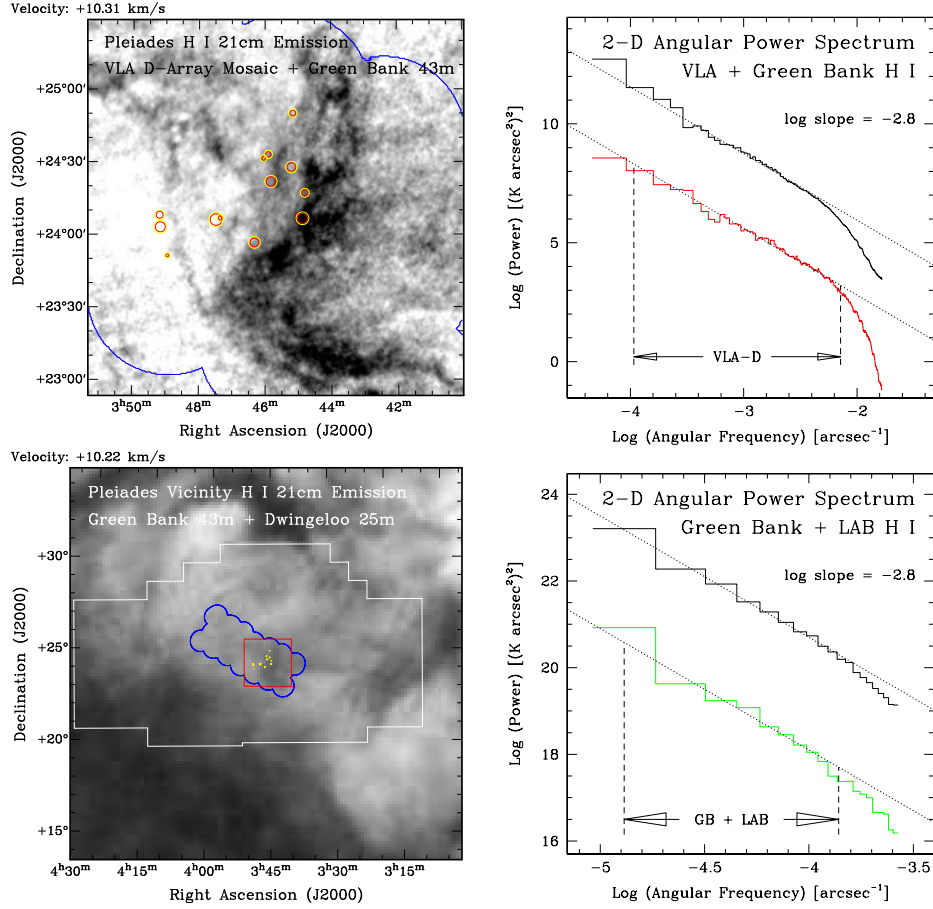 Velocity: +10.31 km/s
Pleiades H I 21cm Emission
VLA D-Array Mosaic + Green Bank 43m
+25°00′
+24°30′
+24°00′
+23°30′
+23°00′
Declination (J2000)
3ʰ50ᵐ 48ᵐ 46ᵐ 44ᵐ 42ᵐ
Right Ascension (J2000)
2-D Angular Power Spectrum
VLA + Green Bank H I
log slope = −2.8
10
5
0
Log (Power) [(K arcsec²)²]
VLA-D
−4 −3 −2
Log (Angular Frequency) [arcsec⁻¹]
Velocity: +10.22 km/s
Pleiades Vicinity H I 21cm Emission
Green Bank 43m + Dwingeloo 25m
+30°
+25°
+20°
+15°
Declination (J2000)
4ʰ30ᵐ 4ʰ15ᵐ 4ʰ00ᵐ 3ʰ45ᵐ 3ʰ30ᵐ 3ʰ15ᵐ
Right Ascension (J2000)
2-D Angular Power Spectrum
Green Bank + LAB H I
log slope = −2.8
24
22
20
18
16
Log (Power) [(K arcsec²)²]
GB + LAB
−5 −4.5 −4 −3.5
Log (Angular Frequency) [arcsec⁻¹]